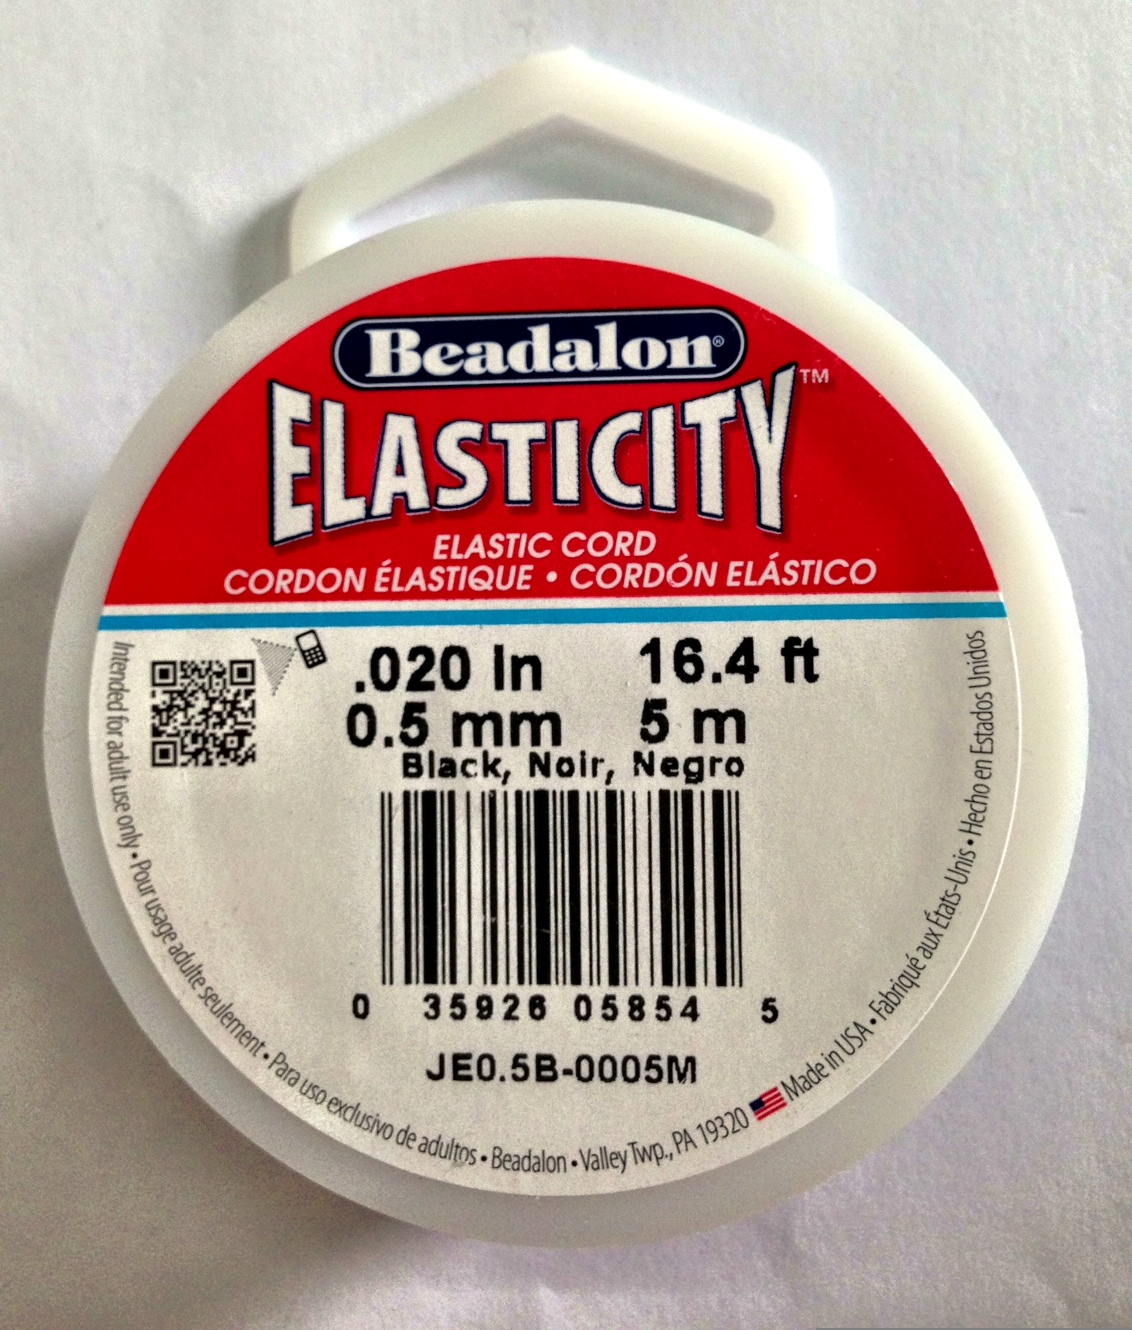 Beadalon®
ELASTICITY™
ELASTIC CORD
CORDON ÉLASTIQUE • CORDÓN ELÁSTICO
.020 In 16.4 ft
0.5 mm 5 m
Black, Noir, Negro
0 35926 05854 5
JE0.5B-0005M
Intended for adult use only • Pour usage adulte seulement • Para uso exclusivo de adultos • Beadalon • Valley Twp., PA 19320 Made in USA • Fabriqué aux États-Unis • Hecho en Estados Unidos